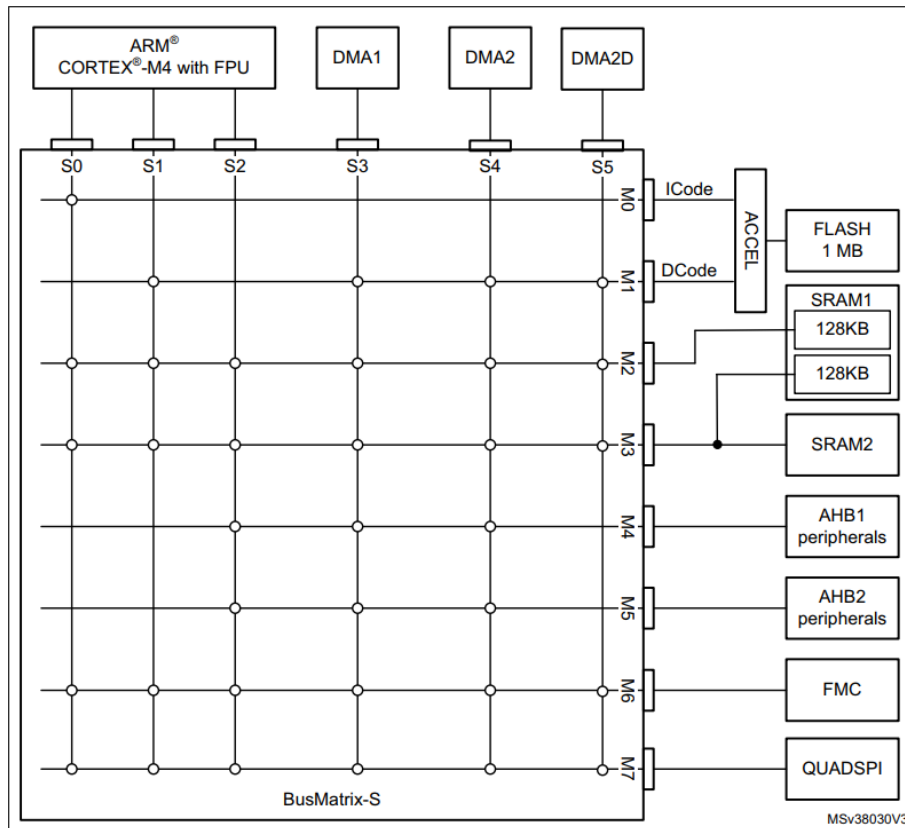 ARM®
CORTEX®-M4 with FPU
DMA1
DMA2
DMA2D
S0
S1
S2
S3
S4
S5
M0
ICode
ACCEL
FLASH
1 MB
M1
DCode
SRAM1
128KB
M2
128KB
M3
SRAM2
M4
AHB1
peripherals
M5
AHB2
peripherals
M6
FMC
M7
QUADSPI
BusMatrix-S
MSv38030V3